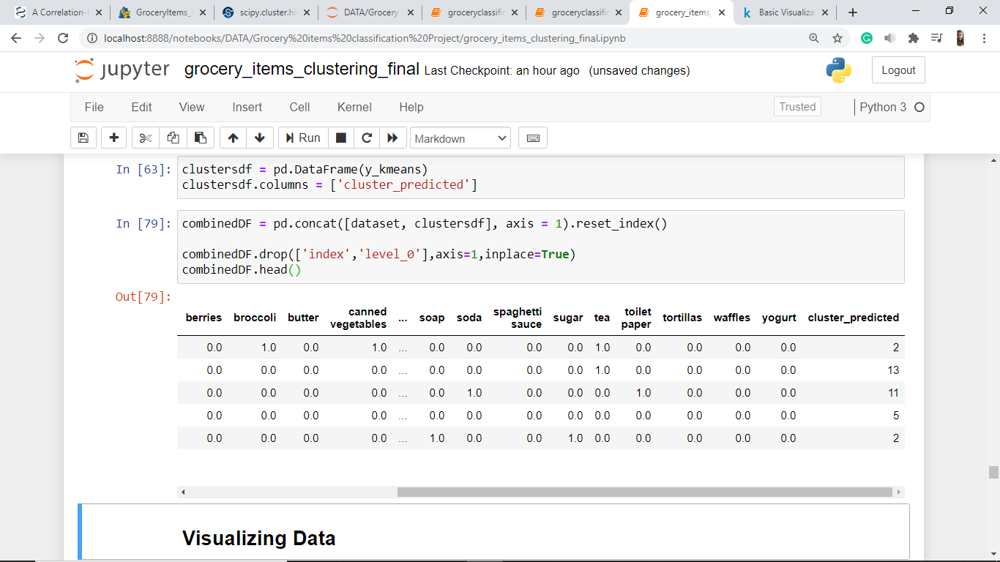 A Correlation-
GroceryItems_
scipy.cluster.hi
DATA/Grocery
groceryclassific
groceryclassific
grocery_items_
k Basic Visualiza
localhost:8888/notebooks/DATA/Grocery%20items%20classification%20Project/grocery_items_clustering_final.ipynb
jupyter grocery_items_clustering_final Last Checkpoint: an hour ago (unsaved changes)
Logout
File Edit View Insert Cell Kernel Help
Trusted
Python 3
Run
Markdown
In [63]: clustersdf = pd.DataFrame(y_kmeans)
clustersdf.columns = ['cluster_predicted']
In [79]: combinedDF = pd.concat([dataset, clustersdf], axis = 1).reset_index()
combinedDF.drop(['index','level_0'],axis=1,inplace=True)
combinedDF.head()
Out[79]:
berries broccoli butter canned vegetables ... soap soda spaghetti sauce sugar tea toilet paper tortillas waffles yogurt cluster_predicted
0.0 1.0 0.0 1.0 ... 0.0 0.0 0.0 0.0 1.0 0.0 0.0 0.0 0.0 2
0.0 0.0 0.0 0.0 ... 0.0 0.0 0.0 0.0 1.0 0.0 0.0 0.0 0.0 13
0.0 0.0 0.0 0.0 ... 0.0 1.0 0.0 0.0 0.0 1.0 0.0 0.0 0.0 11
0.0 0.0 0.0 0.0 ... 0.0 0.0 0.0 0.0 0.0 0.0 0.0 0.0 0.0 5
0.0 0.0 0.0 0.0 ... 1.0 0.0 0.0 1.0 0.0 0.0 0.0 0.0 0.0 2
Visualizing Data